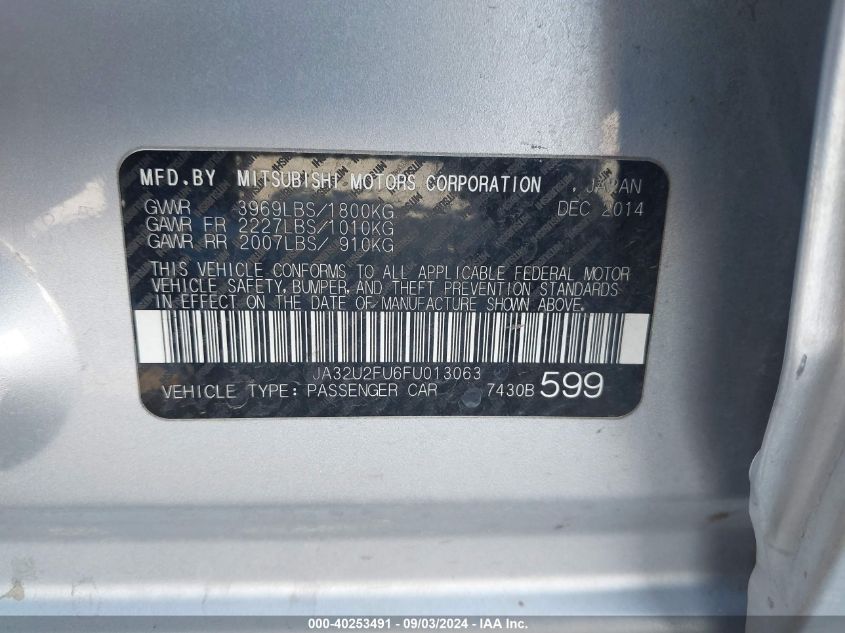 MFD.BY MITSUBISHI MOTORS CORPORATION , JAPAN
GVWR 3969LBS/1800KG DEC 2014
GAWR FR 2227LBS/1010KG
GAWR RR 2007LBS/ 910KG
THIS VEHICLE CONFORMS TO ALL APPLICABLE FEDERAL MOTOR
VEHICLE SAFETY, BUMPER, AND THEFT PREVENTION STANDARDS
IN EFFECT ON THE DATE OF MANUFACTURE SHOWN ABOVE.
JA32U2FU6FU013063
VEHICLE TYPE: PASSENGER CAR 7430B 599
000-40253491 - 09/03/2024 - IAAI Inc.